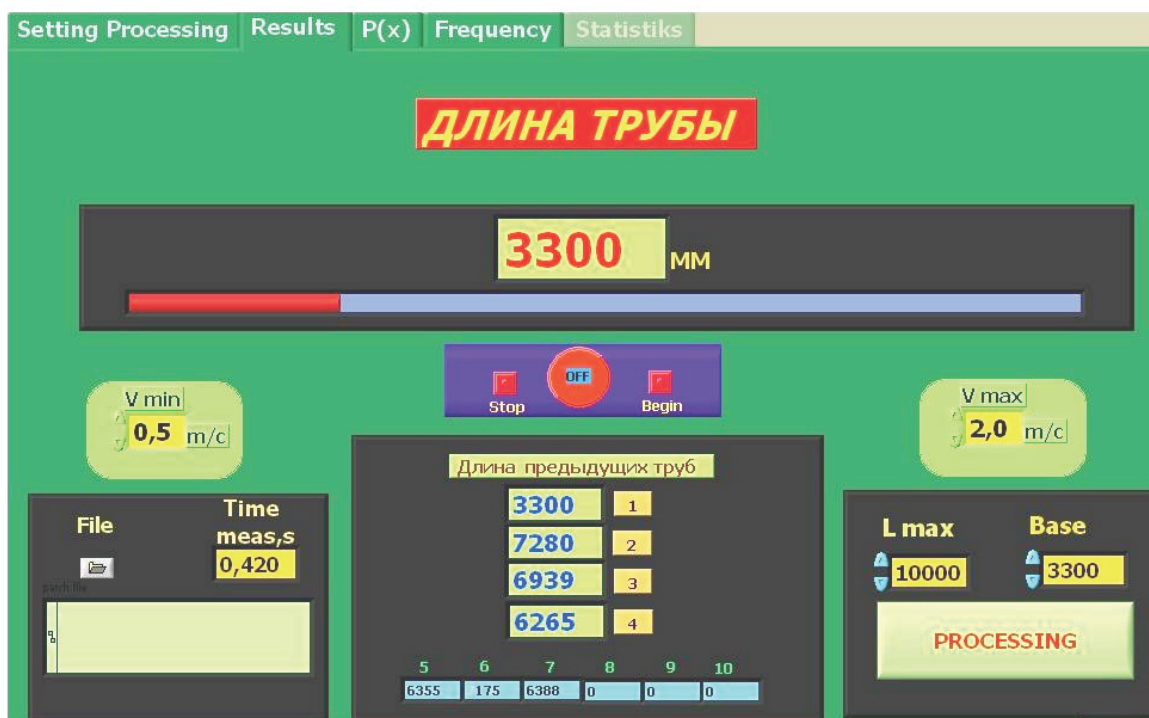 Setting Processing Results P(x) Frequency Statistiks
ДЛИНА ТРУБЫ
3300 ММ
OFF
Stop Begin
V min
0,5 m/c
V max
2,0 m/c
Длина предыдущих труб
3300 1
7280 2
6939 3
6265 4
5 6 7 8 9 10
6355 175 6388 0 0 0
File
Time
meas,s
0,420
patch file
L max Base
10000 3300
PROCESSING